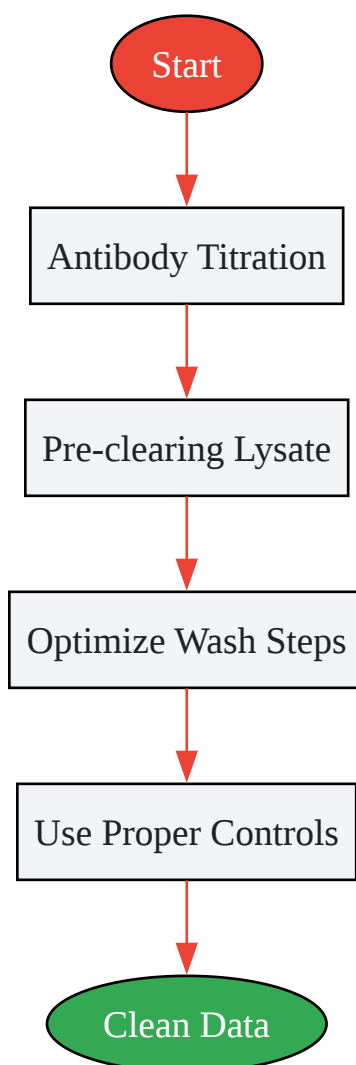 Start
Antibody Titration
Pre-clearing Lysate
Optimize Wash Steps
Use Proper Controls
Clean Data